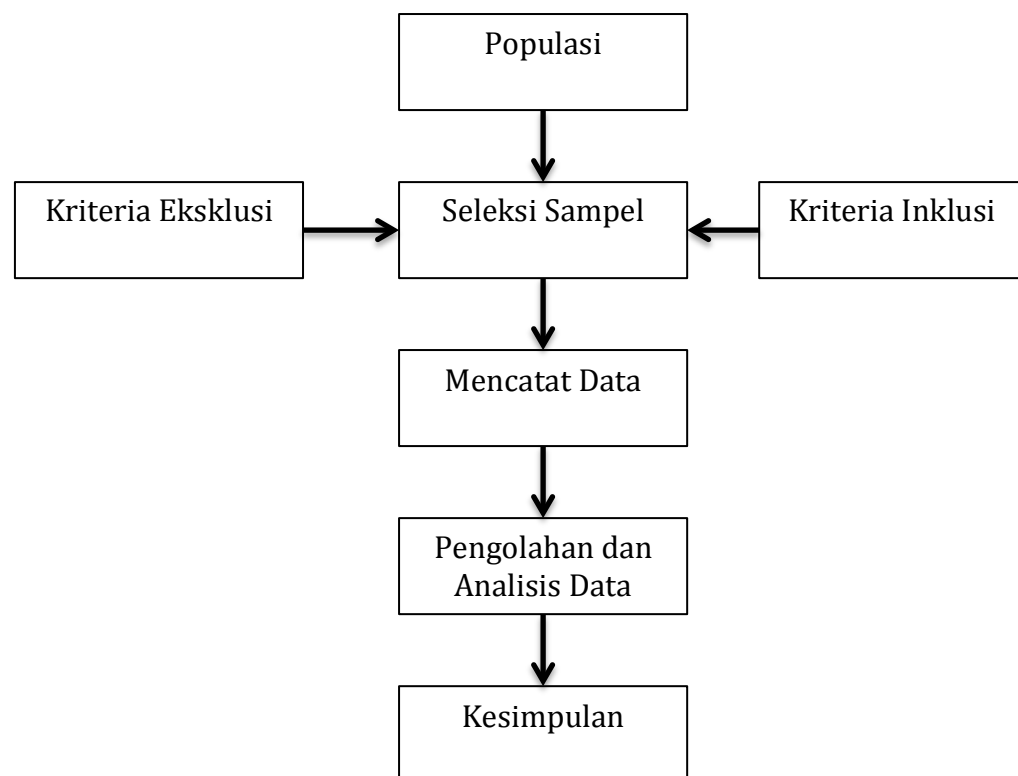 Populasi
Kriteria Eksklusi
Seleksi Sampel
Kriteria Inklusi
Mencatat Data
Pengolahan dan
Analisis Data
Kesimpulan